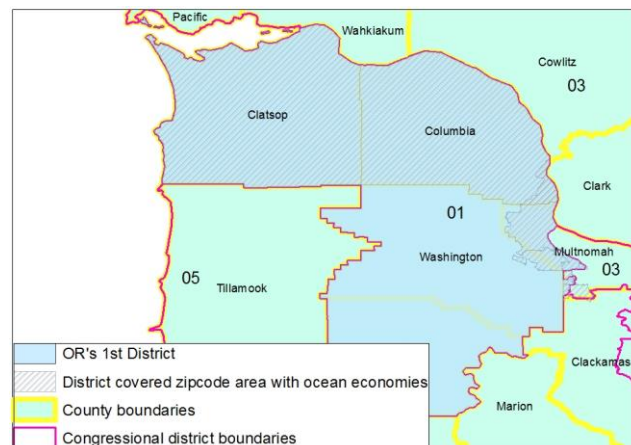 Pacific
Wahkiakum
Cowlitz
03
Clatsop
Columbia
Clark
01
Multnomah
Washington
03
05
Tillamook
Clackamas
Marion
OR's 1st District
District covered zipcode area with ocean economies
County boundaries
Congressional district boundaries